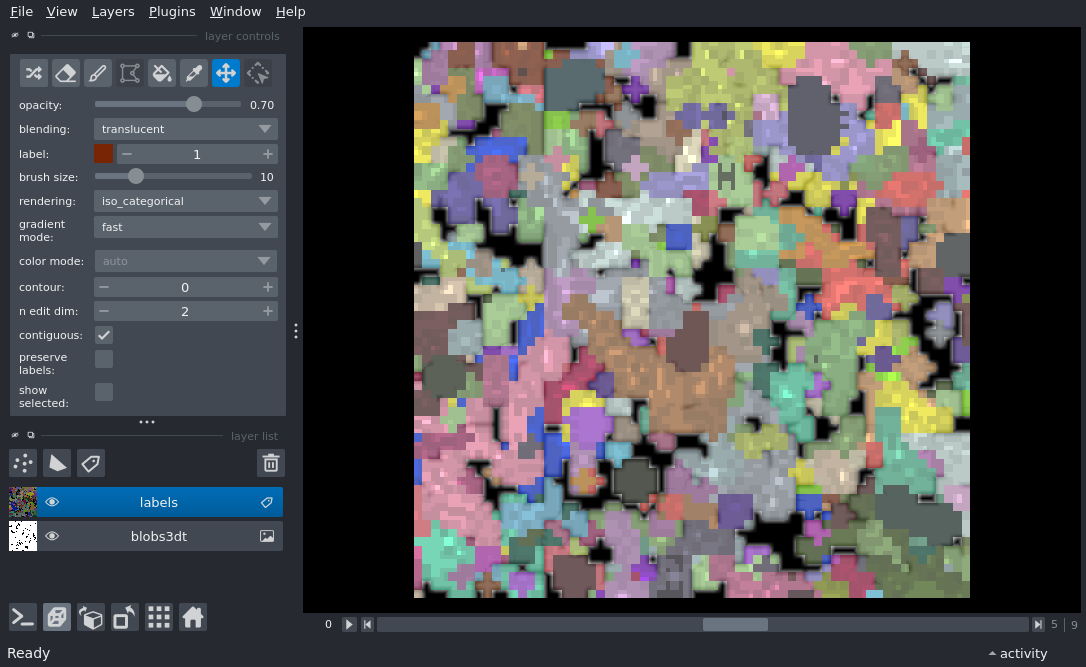 File View Layers Plugins Window Help
layer controls
opacity: 0.70
blending: translucent
label: 1
brush size: 10
rendering: iso_categorical
gradient
mode: fast
color mode: auto
contour: 0
n edit dim: 2
contiguous:
preserve
labels:
show
selected:
layer list
labels
blobs3dt
0 5 | 9
Ready activity